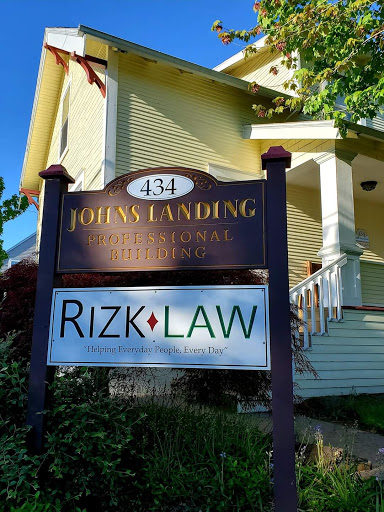 434
JOHNS LANDING
PROFESSIONAL
BUILDING
RIZK LAW
"Helping Everyday People, Every Day"